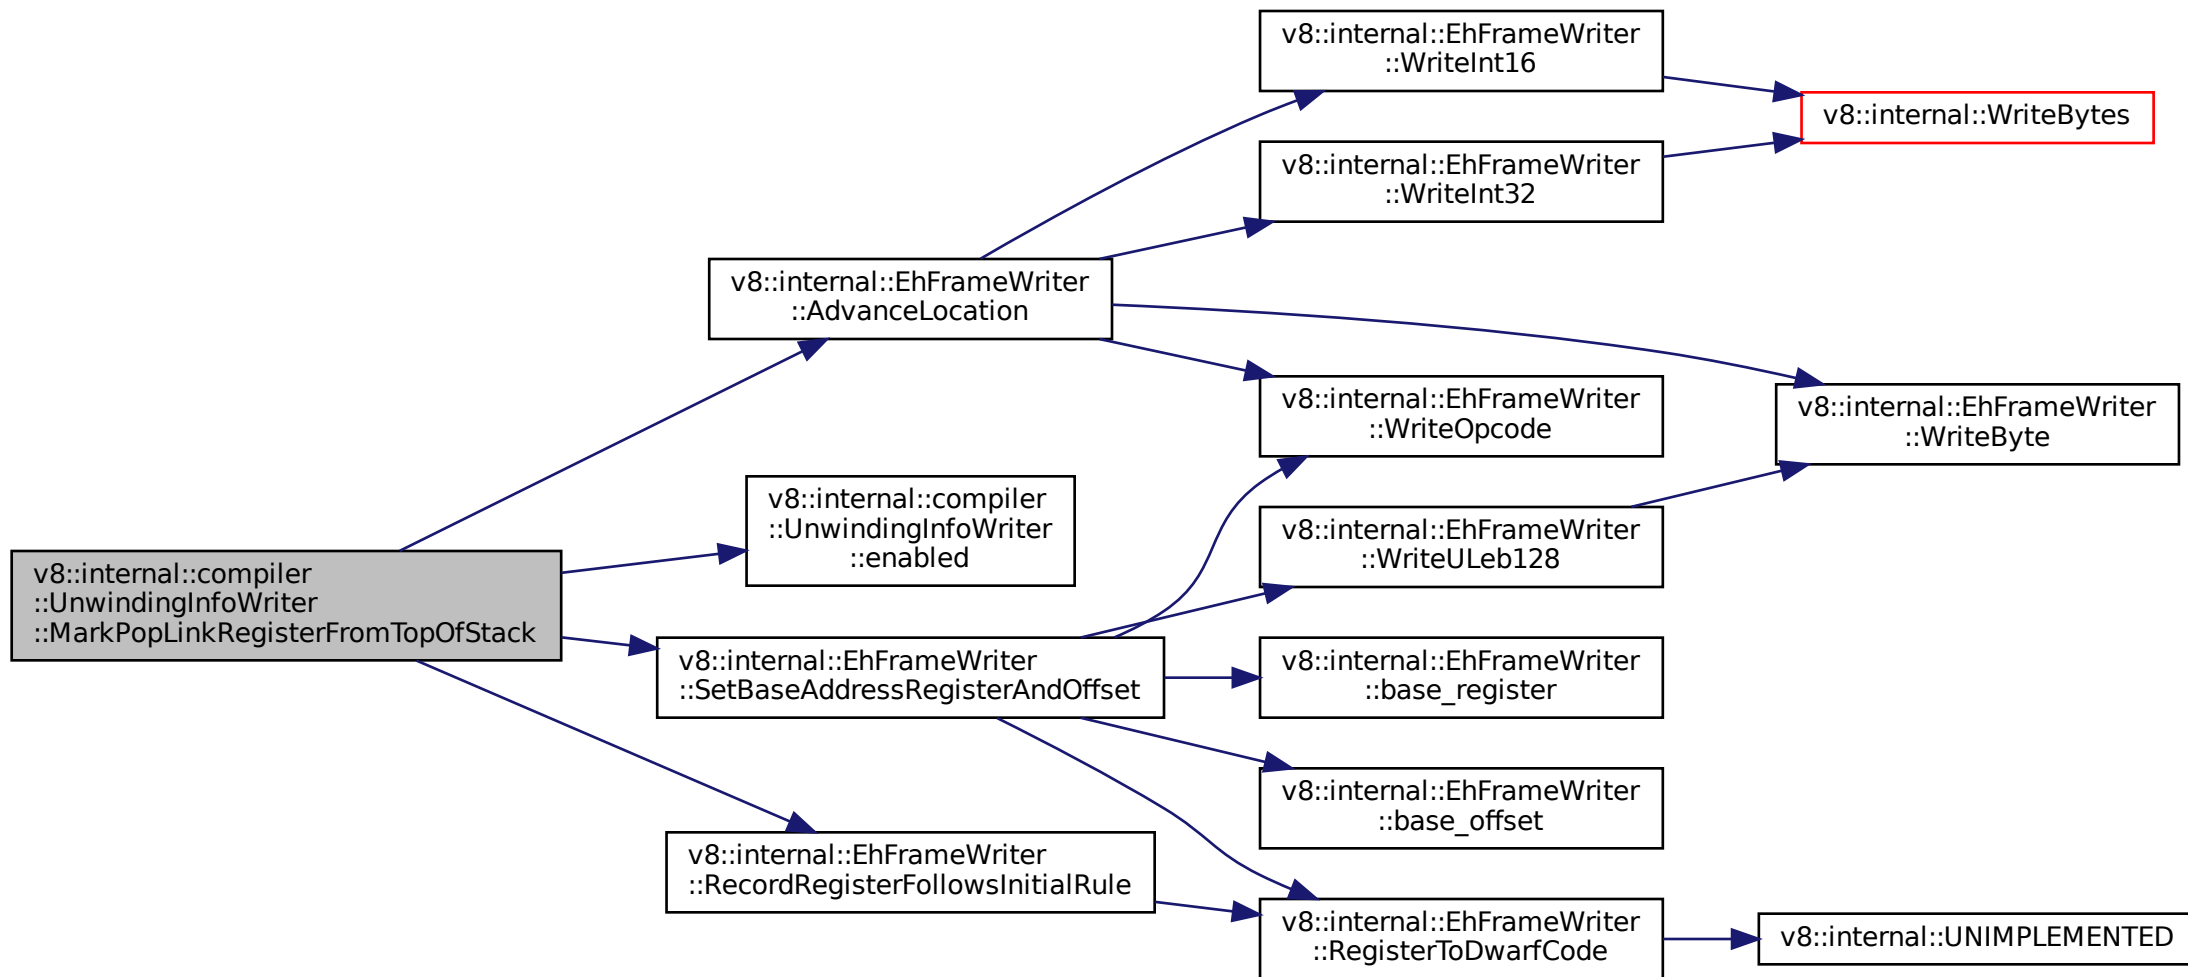 v8::internal::compiler
::UnwindingInfoWriter
::MarkPopLinkRegisterFromTopOfStack
v8::internal::EhFrameWriter
::AdvanceLocation
v8::internal::compiler
::UnwindingInfoWriter
::enabled
v8::internal::EhFrameWriter
::SetBaseAddressRegisterAndOffset
v8::internal::EhFrameWriter
::RecordRegisterFollowsInitialRule
v8::internal::EhFrameWriter
::WriteInt16
v8::internal::EhFrameWriter
::WriteInt32
v8::internal::EhFrameWriter
::WriteOpcode
v8::internal::EhFrameWriter
::WriteULeb128
v8::internal::EhFrameWriter
::base_register
v8::internal::EhFrameWriter
::base_offset
v8::internal::EhFrameWriter
::RegisterToDwarfCode
v8::internal::WriteBytes
v8::internal::EhFrameWriter
::WriteByte
v8::internal::UNIMPLEMENTED